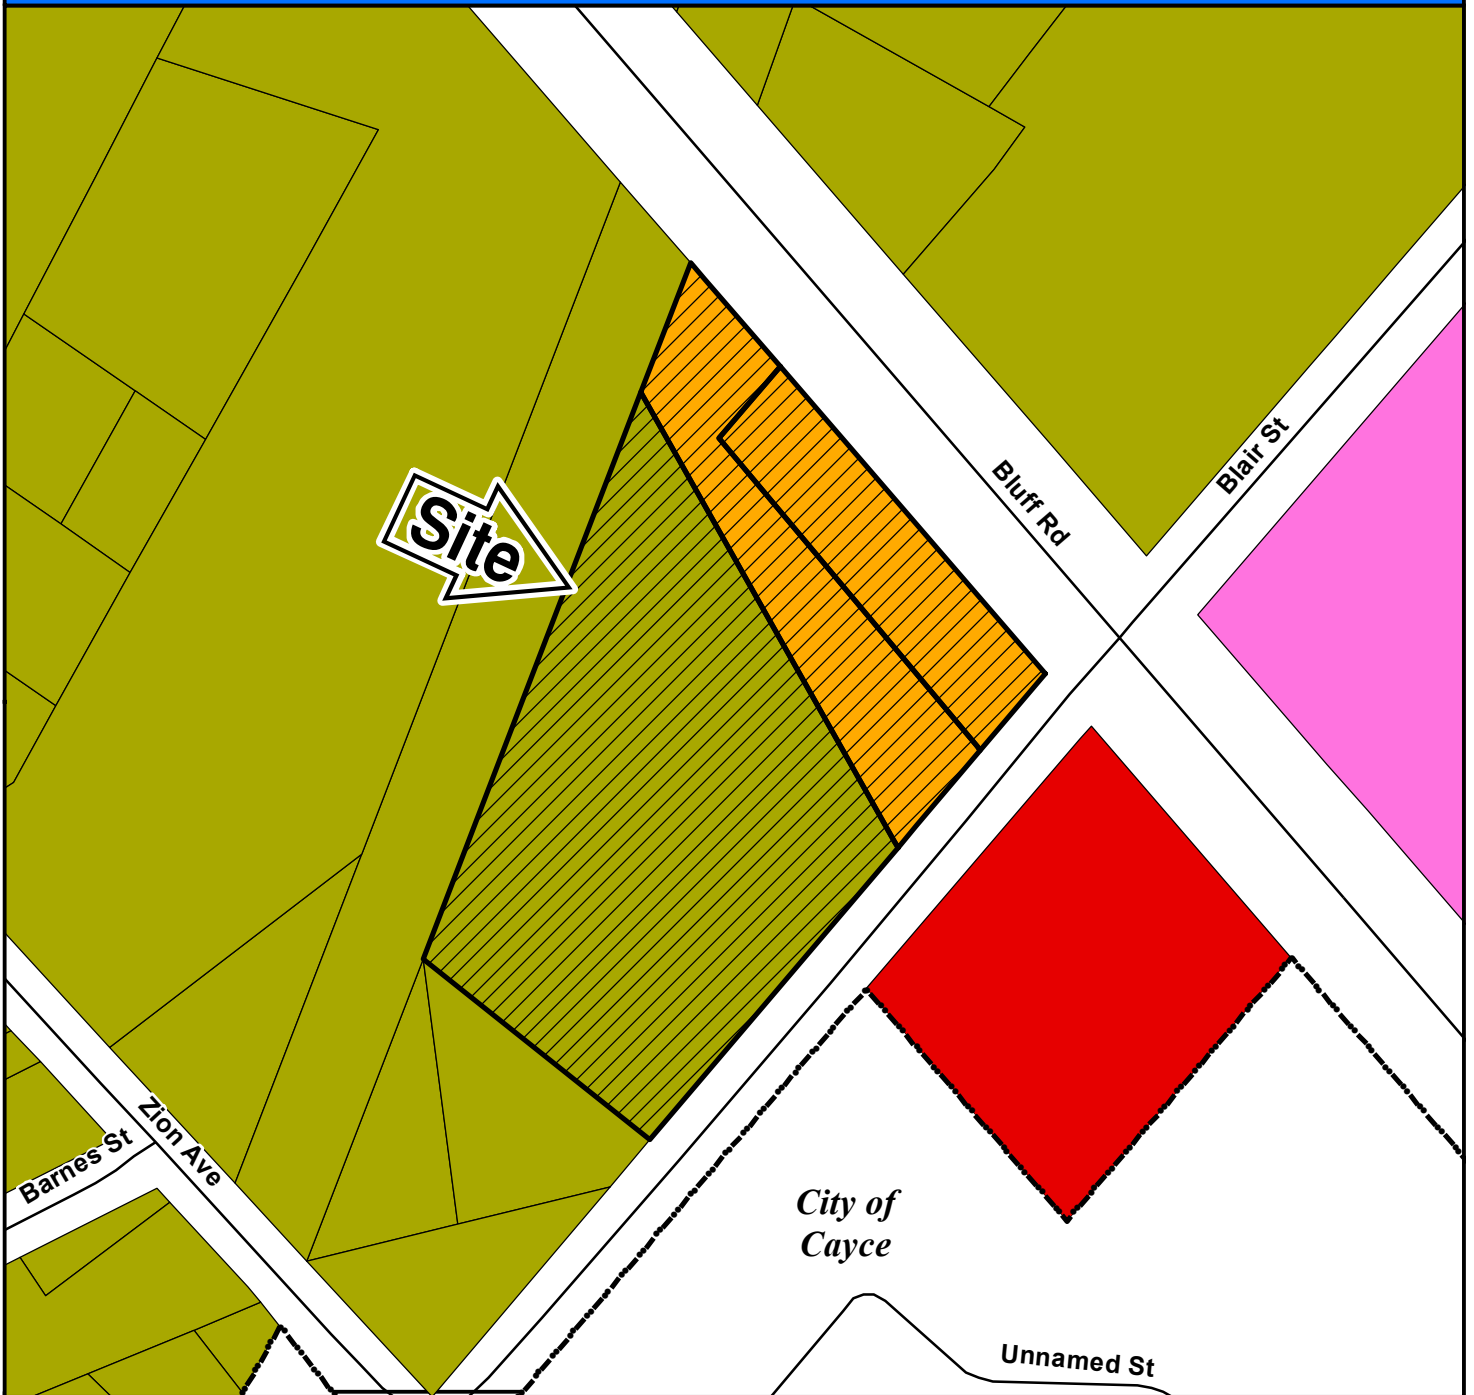 Site
Bluff Rd
Blair St
Zion Ave
Barnes St
City of
Cayce
Unnamed St